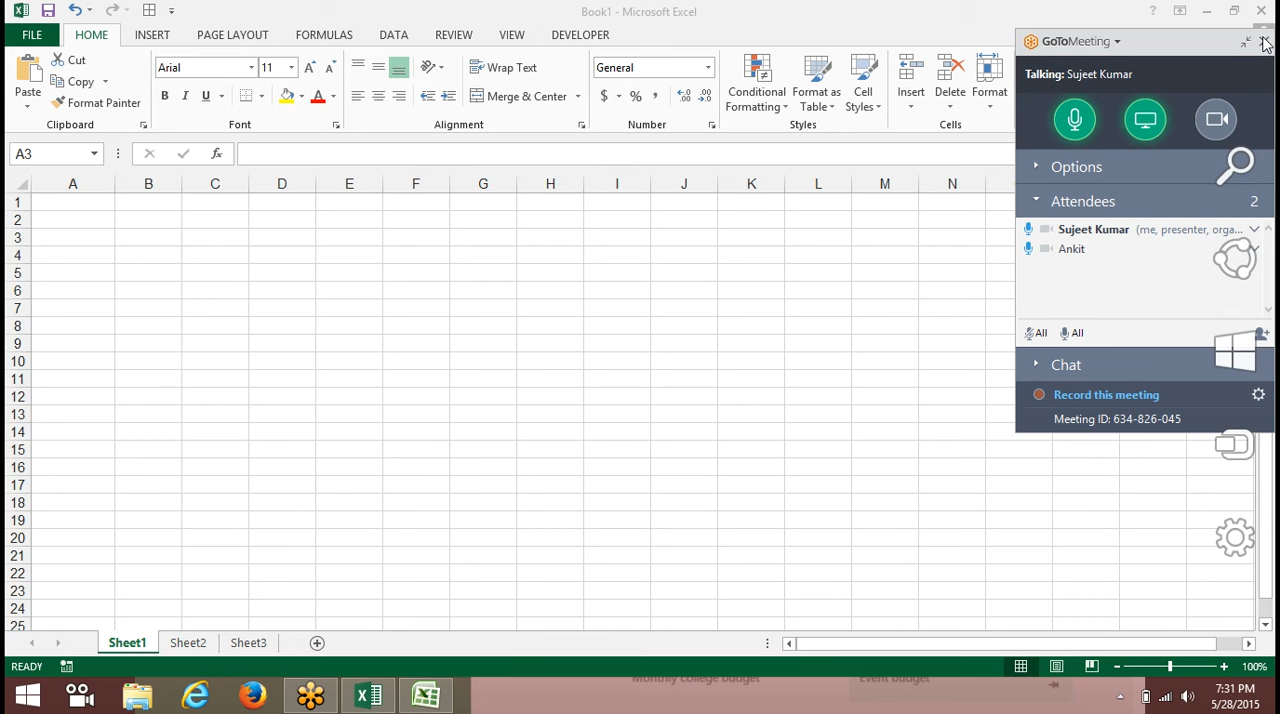 Book1 - Microsoft Excel
FILE HOME INSERT PAGE LAYOUT FORMULAS DATA REVIEW VIEW DEVELOPER
Paste
Cut
Copy
Format Painter
Clipboard
Arial 11
B I U
Font
Wrap Text
Merge & Center
Alignment
General
$ % ,
Number
Conditional Formatting
Format as Table
Cell Styles
Styles
Insert Delete Format
Cells
A3
fx
A B C D E F G H I J K L M N
1
2
3
4
5
6
7
8
9
10
11
12
13
14
15
16
17
18
19
20
21
22
23
24
25
GoToMeeting
Talking: Sujeet Kumar
Options
Attendees 2
Sujeet Kumar (me, presenter, orga...
Ankit
All All
Chat
Record this meeting
Meeting ID: 634-826-045
Sheet1 Sheet2 Sheet3
READY
100%
Monthly college budget
Event budget
7:31 PM
5/28/2015